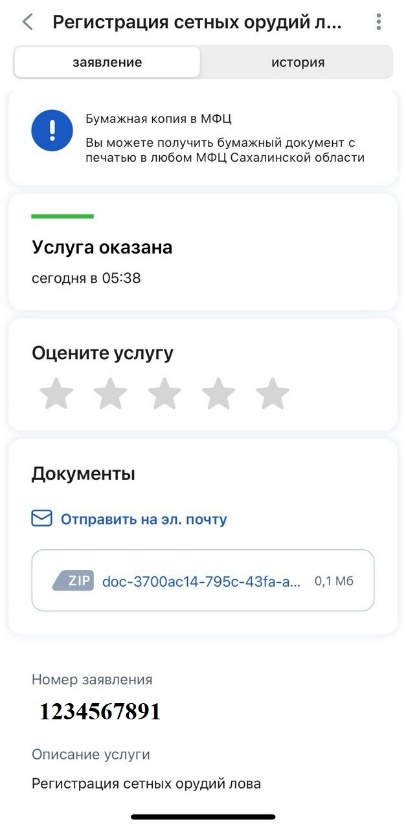 Регистрация сетных орудий л...
заявление
история
Бумажная копия в МФЦ
Вы можете получить бумажный документ с
печатью в любом МФЦ Сахалинской области
Услуга оказана
сегодня в 05:38
Оцените услугу
Документы
Отправить на эл. почту
ZIP doc-3700ac14-795c-43fa-a... 0,1 Мб
Номер заявления
1234567891
Описание услуги
Регистрация сетных орудий лова